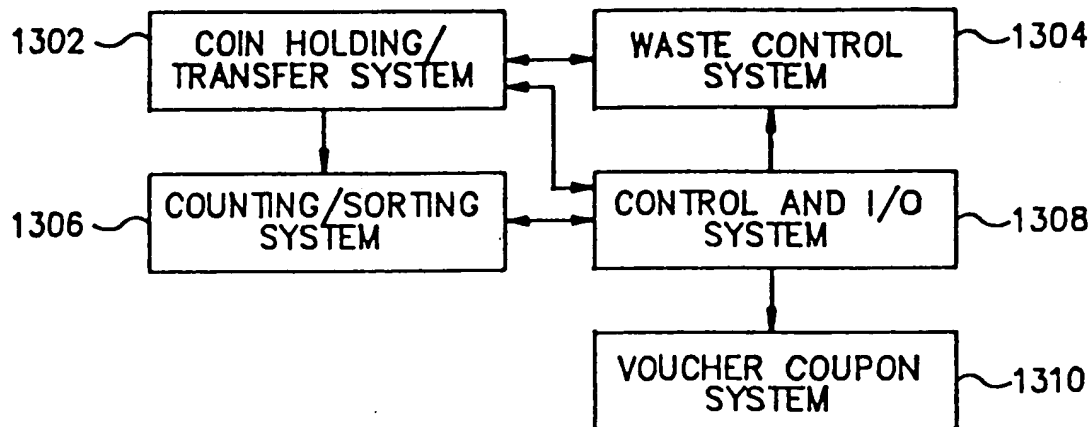 1302
COIN HOLDING/
TRANSFER SYSTEM
WASTE CONTROL
SYSTEM
1304
1306
COUNTING/SORTING
SYSTEM
CONTROL AND I/O
SYSTEM
1308
VOUCHER COUPON
SYSTEM
1310